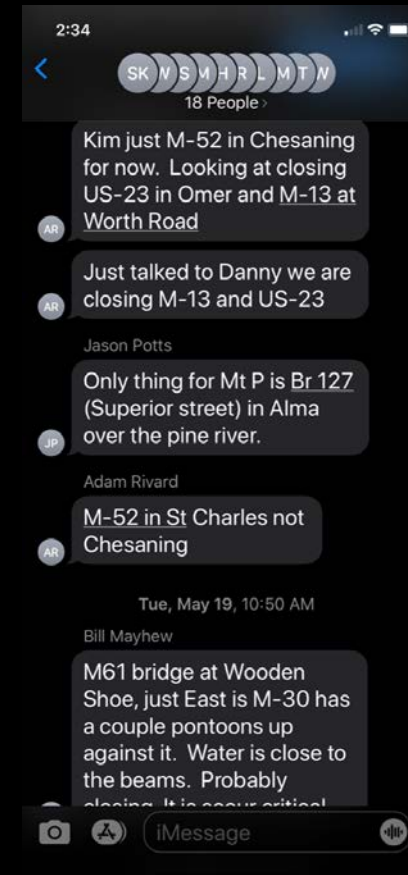 2:34
SK W S M H R L M T W
18 People >
Kim just M-52 in Chesaning
for now. Looking at closing
US-23 in Omer and M-13 at
Worth Road
AR
Just talked to Danny we are
closing M-13 and US-23
AR
Jason Potts
Only thing for Mt P is Br 127
(Superior street) in Alma
over the pine river.
JP
Adam Rivard
M-52 in St Charles not
Chesaning
AR
Tue, May 19, 10:50 AM
Bill Mayhew
M61 bridge at Wooden
Shoe, just East is M-30 has
a couple pontoons up
against it. Water is close to
the beams. Probably
closing. It is scour critical
iMessage